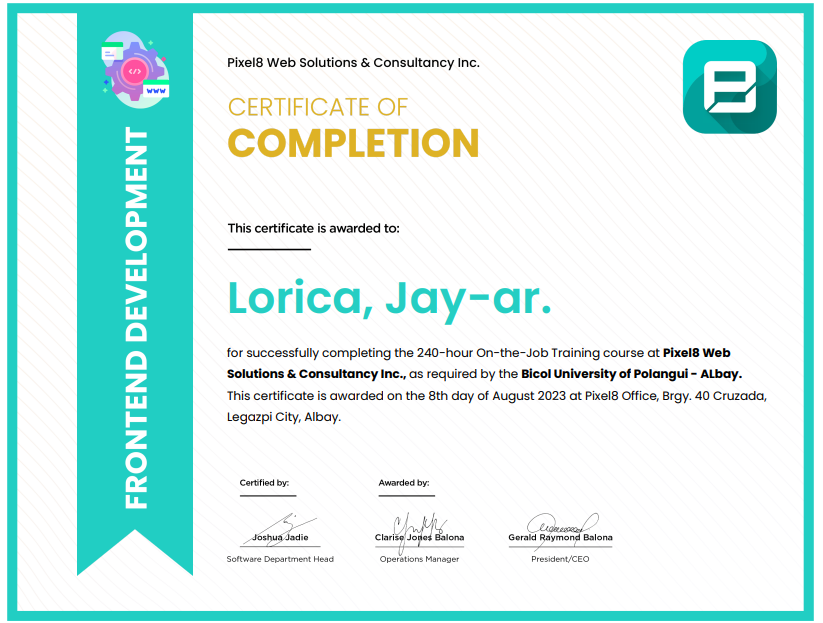 FRONTEND DEVELOPMENT
</>
WWW
Pixel8 Web Solutions & Consultancy Inc.
CERTIFICATE OF
COMPLETION
This certificate is awarded to:
Lorica, Jay-ar.
for successfully completing the 240-hour On-the-Job Training course at Pixel8 Web
Solutions & Consultancy Inc., as required by the Bicol University of Polangui - ALbay.
This certificate is awarded on the 8th day of August 2023 at Pixel8 Office, Brgy. 40 Cruzada,
Legazpi City, Albay.
Certified by:
Awarded by:
Joshua Jadie
Clarise Jones Balona
Gerald Raymond Balona
Software Department Head
Operations Manager
President/CEO